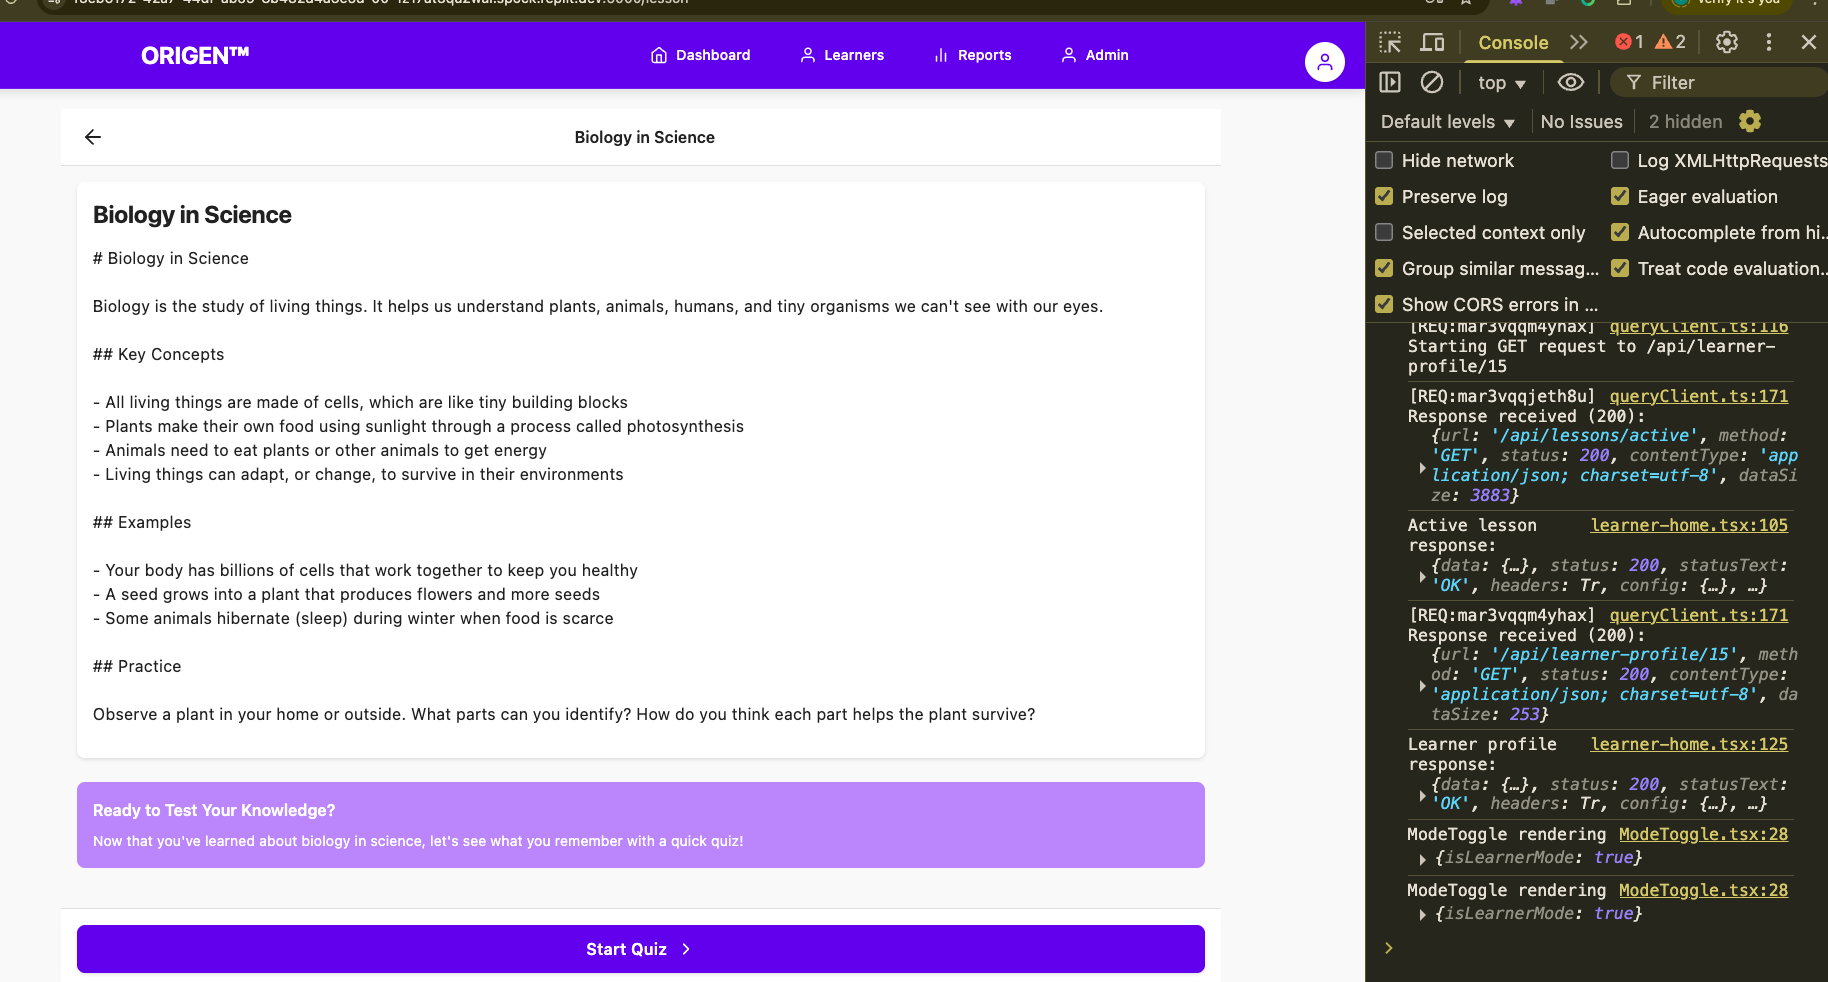 ORIGEN™
Dashboard
Learners
Reports
Admin
Biology in Science
Biology in Science
# Biology in Science
Biology is the study of living things. It helps us understand plants, animals, humans, and tiny organisms we can't see with our eyes.
## Key Concepts
- All living things are made of cells, which are like tiny building blocks
- Plants make their own food using sunlight through a process called photosynthesis
- Animals need to eat plants or other animals to get energy
- Living things can adapt, or change, to survive in their environments
## Examples
- Your body has billions of cells that work together to keep you healthy
- A seed grows into a plant that produces flowers and more seeds
- Some animals hibernate (sleep) during winter when food is scarce
## Practice
Observe a plant in your home or outside. What parts can you identify? How do you think each part helps the plant survive?
Ready to Test Your Knowledge?
Now that you've learned about biology in science, let's see what you remember with a quick quiz!
Start Quiz
Console
1
2
top
Filter
Default levels
No Issues
2 hidden
Hide network
Log XMLHttpRequests
Preserve log
Eager evaluation
Selected context only
Autocomplete from hi...
Group similar messag...
Treat code evaluation...
Show CORS errors in ...
[REQ:mar3vqqm4yhax] queryClient.ts:116
Starting GET request to /api/learner-
profile/15
[REQ:mar3vqqjeth8u] queryClient.ts:171
Response received (200):
{url: '/api/lessons/active', method:
'GET', status: 200, contentType: 'app
lication/json; charset=utf-8', dataSi
ze: 3883}
Active lesson learner-home.tsx:105
response:
{data: {…}, status: 200, statusText:
'OK', headers: Tr, config: {…}, …}
[REQ:mar3vqqm4yhax] queryClient.ts:171
Response received (200):
{url: '/api/learner-profile/15', meth
od: 'GET', status: 200, contentType:
'application/json; charset=utf-8', da
taSize: 253}
Learner profile learner-home.tsx:125
response:
{data: {…}, status: 200, statusText:
'OK', headers: Tr, config: {…}, …}
ModeToggle rendering ModeToggle.tsx:28
{isLearnerMode: true}
ModeToggle rendering ModeToggle.tsx:28
{isLearnerMode: true}